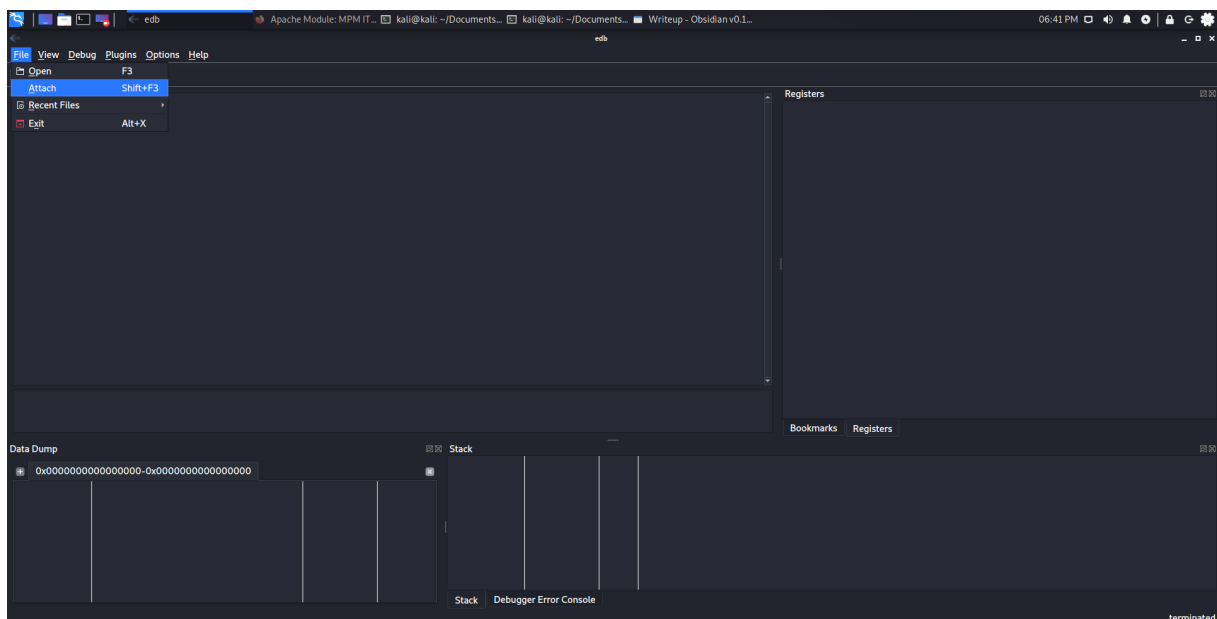 edb Apache Module: MPM IT... kali@kali: ~/Documents... kali@kali: ~/Documents... Writeup - Obsidian v0.1... 06:41 PM
edb
File View Debug Plugins Options Help
Open F3
Attach Shift+F3
Recent Files
Exit Alt+X
Registers
Bookmarks Registers
Data Dump
Stack
0x0000000000000000-0x0000000000000000
Stack Debugger Error Console
terminated